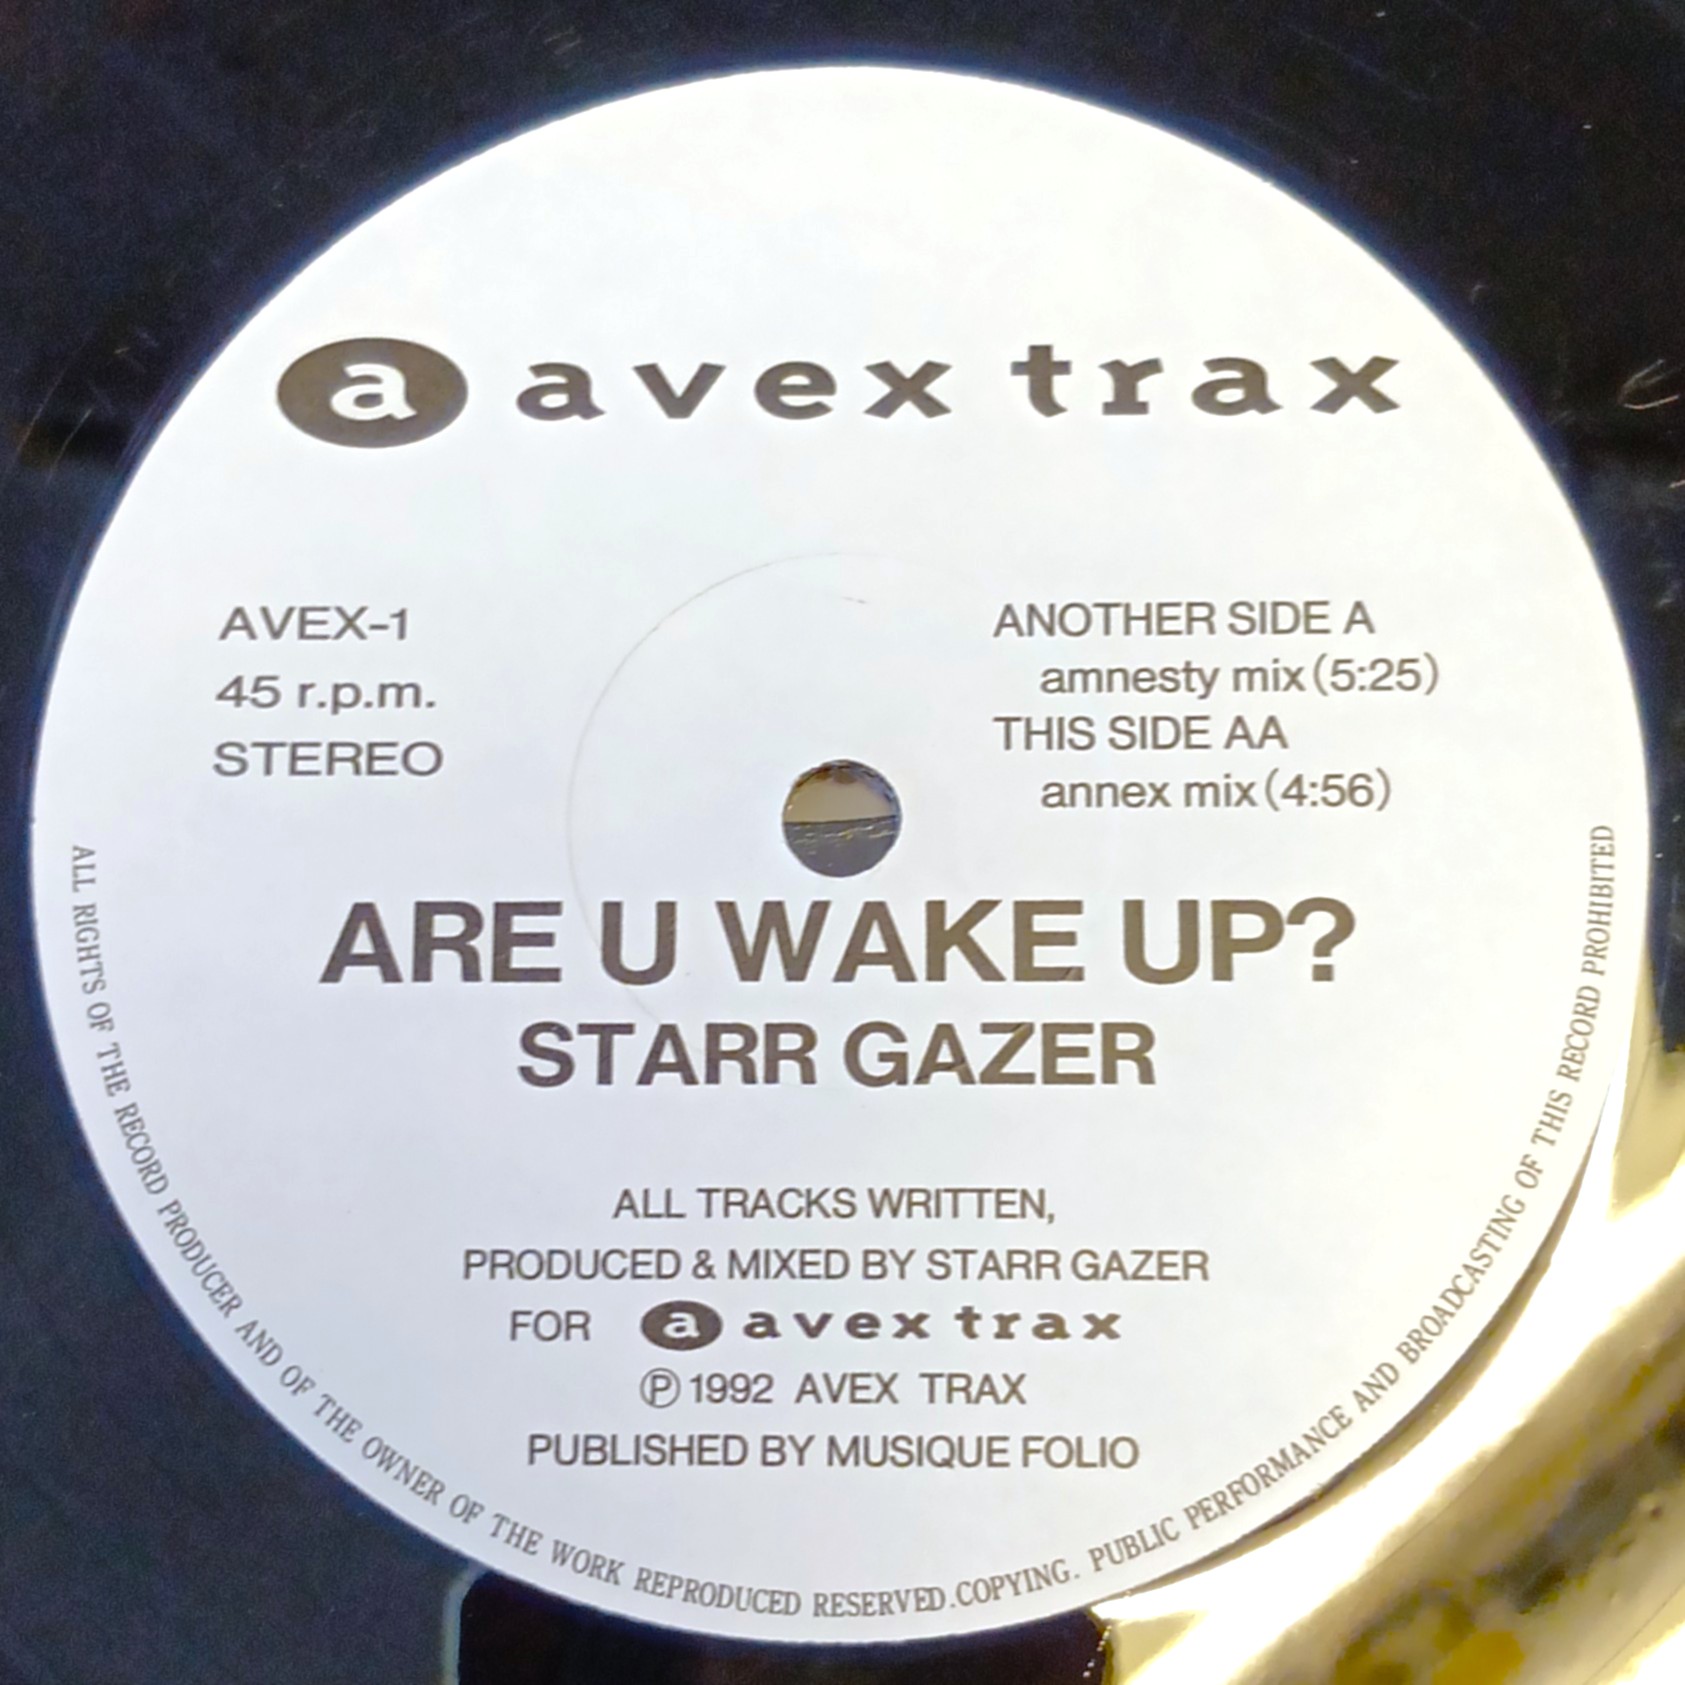 a avex trax
AVEX-1
45 r.p.m.
STEREO
ANOTHER SIDE A
amnesty mix (5:25)
THIS SIDE AA
annex mix (4:56)
ARE U WAKE UP?
STARR GAZER
ALL TRACKS WRITTEN,
PRODUCED & MIXED BY STARR GAZER
FOR a avex trax
Ⓟ 1992 AVEX TRAX
PUBLISHED BY MUSIQUE FOLIO
ALL RIGHTS OF THE RECORD PRODUCER AND OF THE OWNER OF THE WORK REPRODUCED RESERVED. COPYING. PUBLIC PERFORMANCE AND BROADCASTING OF THIS RECORD PROHIBITED